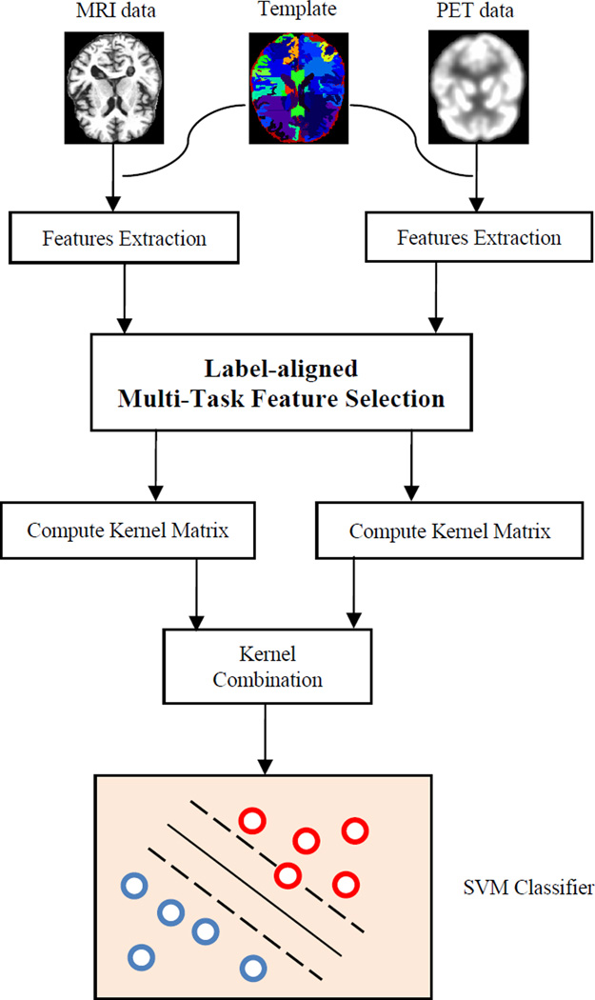 MRI data
Template
PET data
Features Extraction
Features Extraction
Label-aligned
Multi-Task Feature Selection
Compute Kernel Matrix
Compute Kernel Matrix
Kernel
Combination
SVM Classifier